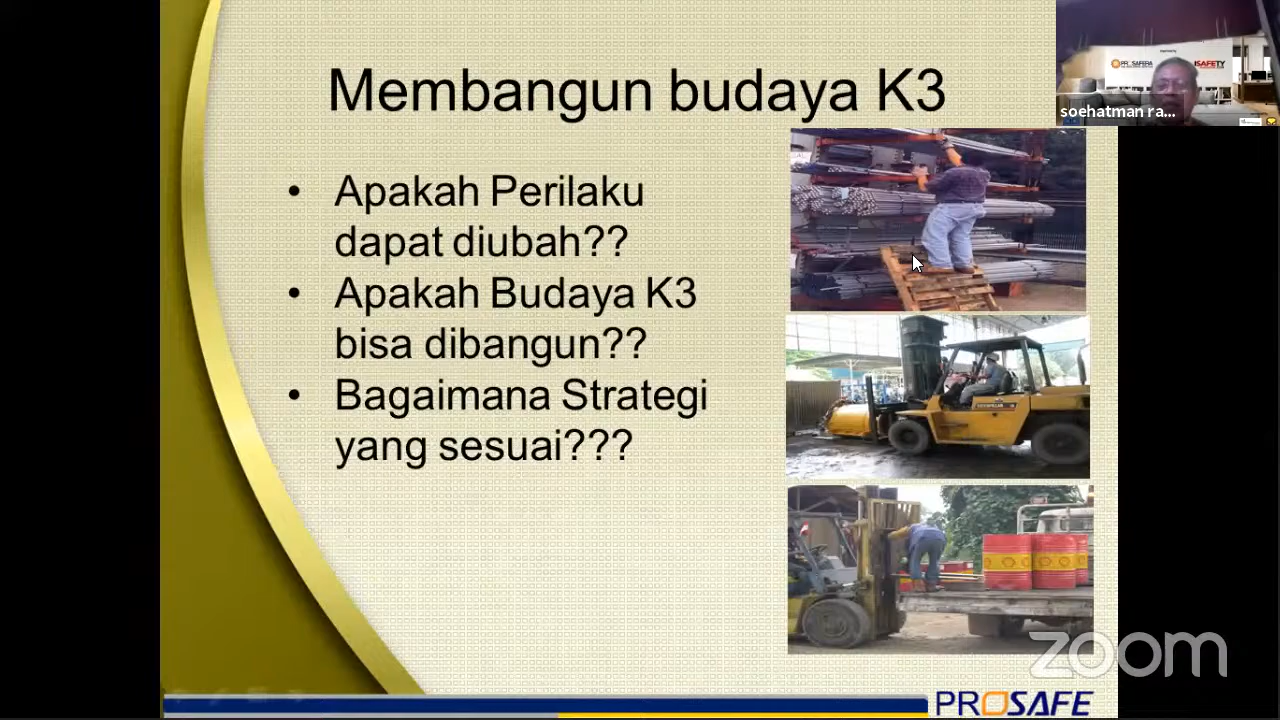 Membangun budaya K3
soehatman ra...
• Apakah Perilaku
dapat diubah??
• Apakah Budaya K3
bisa dibangun??
• Bagaimana Strategi
yang sesuai???
zoom
PROSAFE